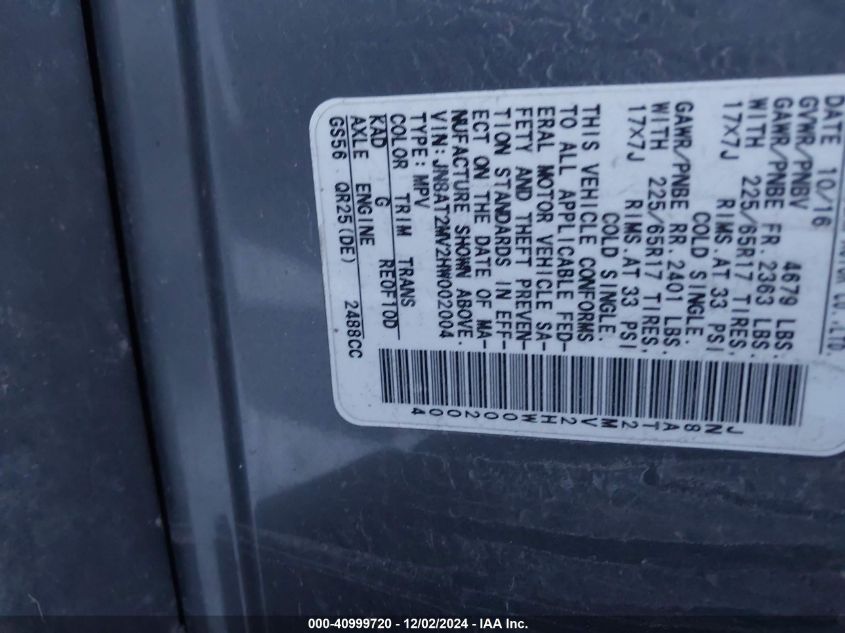 MOTOR CO.,LTD.
DATE 10/16
GVWR/PNBV 4679 LBS.
GAWR/PNBE FR. 2363 LBS.
WITH 225/65R17 TIRES,
17X7J RIMS.AT 33 PSI
COLD SINGLE.
GAWR/PNBE RR. 2401 LBS.
WITH 225/65R17 TIRES,
17X7J RIMS.AT 33 PSI
COLD SINGLE.
THIS VEHICLE CONFORMS
TO ALL APPLICABLE FED-
ERAL MOTOR VEHICLE SA-
FETY AND THEFT PREVEN-
TION STANDARDS IN EFF-
ECT ON THE DATE OF MA-
NUFACTURE SHOWN ABOVE.
VIN:JN8AT2MV2HW002004
TYPE:MPV
COLOR TRIM TRANS
KAD G RE0F10D
AXLE ENGINE
GS56 QR25(DE) 2488CC
JN8AT2MV2HW002004
000-40999720 - 12/02/2024 - IAA Inc.